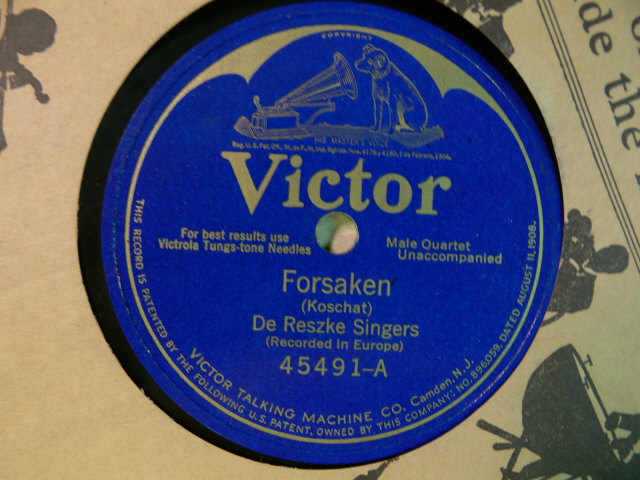 COPYRIGHT
HIS MASTER'S VOICE
Victor
For best results use
Victrola Tungs-tone Needles
Male Quartet
Unaccompanied
Forsaken
(Koschat)
De Reszke Singers
(Recorded in Europe)
45491-A
THIS RECORD IS PATENTED BY THE FOLLOWING U.S. PATENT, OWNED BY THIS COMPANY: NO. 896059, DATED AUGUST 11, 1908.
VICTOR TALKING MACHINE CO. Camden, N.J.
de the